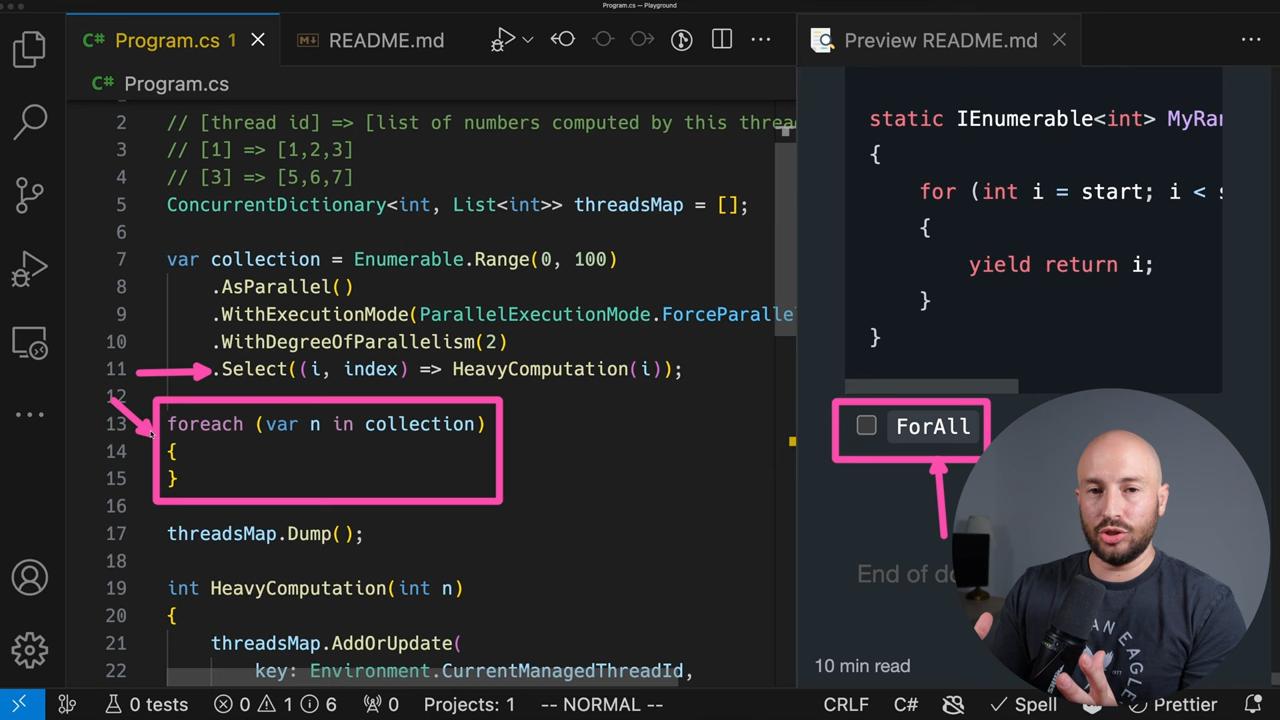 Program.cs — Playground
C# Program.cs 1
README.md
Preview README.md
C# Program.cs
2 // [thread id] => [list of numbers computed by this threa
3 // [1] => [1,2,3]
4 // [3] => [5,6,7]
5 ConcurrentDictionary<int, List<int>> threadsMap = [];
6
7 var collection = Enumerable.Range(0, 100)
8 .AsParallel()
9 .WithExecutionMode(ParallelExecutionMode.ForceParalle
10 .WithDegreeOfParallelism(2)
11 .Select((i, index) => HeavyComputation(i));
12
13 foreach (var n in collection)
14 {
15 }
16
17 threadsMap.Dump();
18
19 int HeavyComputation(int n)
20 {
21 threadsMap.AddOrUpdate(
22 key: Environment.CurrentManagedThreadId,
static IEnumerable<int> MyRan
{
for (int i = start; i < s
{
yield return i;
}
}
ForAll
End of do
10 min read
AN EAGLE
0 tests
0 1 6
0
Projects: 1
-- NORMAL --
CRLF
C#
Spell
Prettier